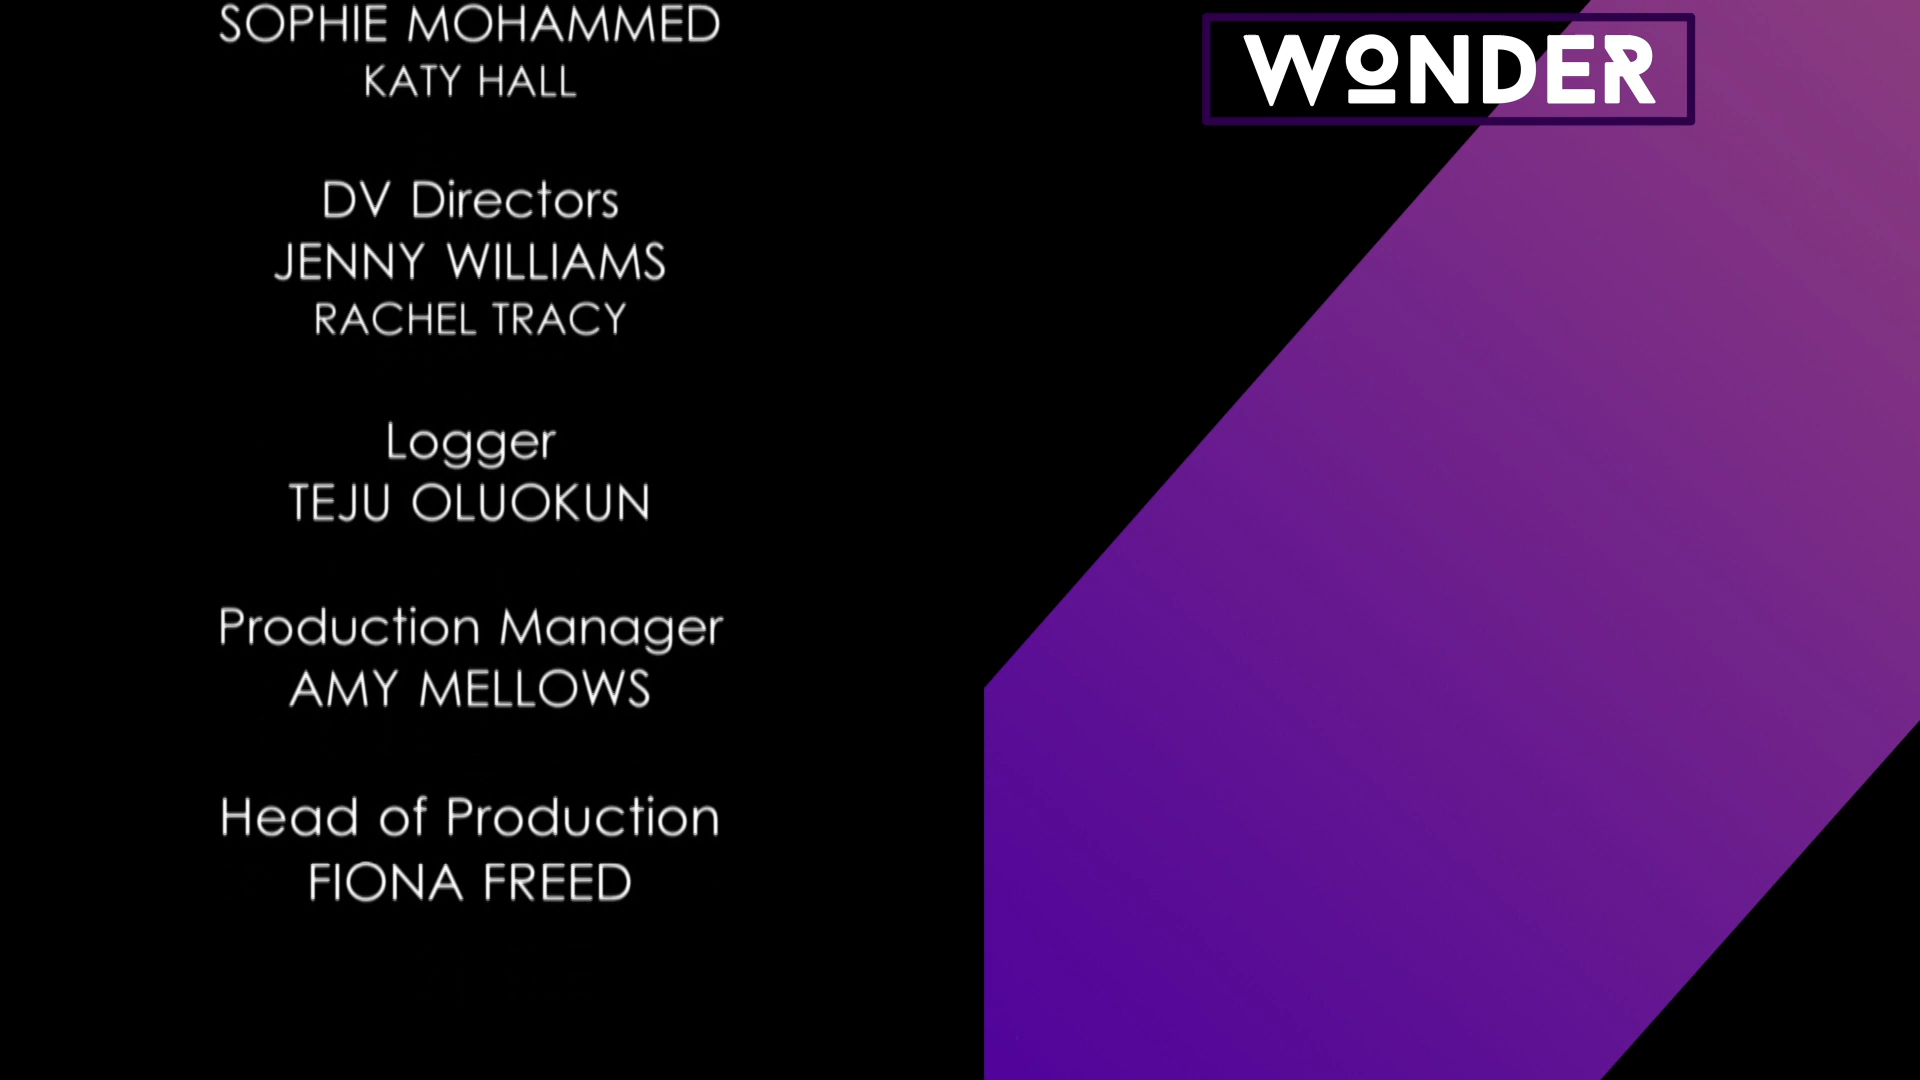 SOPHIE MOHAMMED
KATY HALL
DV Directors
JENNY WILLIAMS
RACHEL TRACY
Logger
TEJU OLUOKUN
Production Manager
AMY MELLOWS
Head of Production
FIONA FREED
WONDER